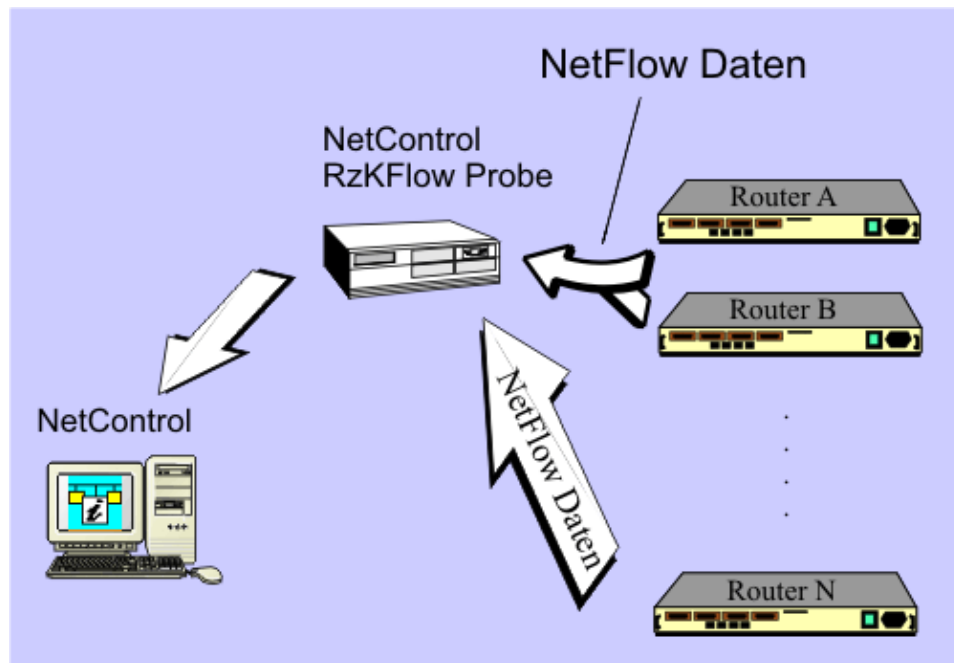 NetFlow Daten
NetControl
RzKFlow Probe
Router A
Router B
NetFlow Daten
NetControl
i
Router N